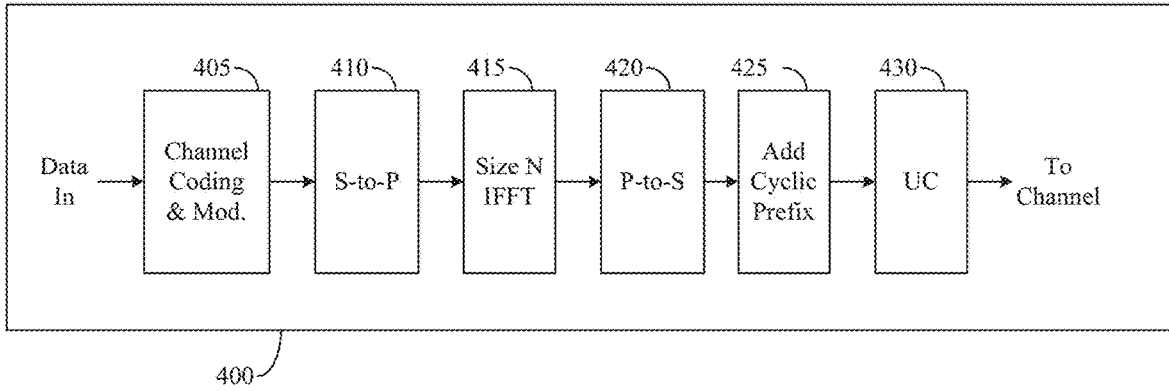 405
410
415
420
425
430
Data
In
Channel
Coding
& Mod.
S-to-P
Size N
IFFT
P-to-S
Add
Cyclic
Prefix
UC
To
Channel
400